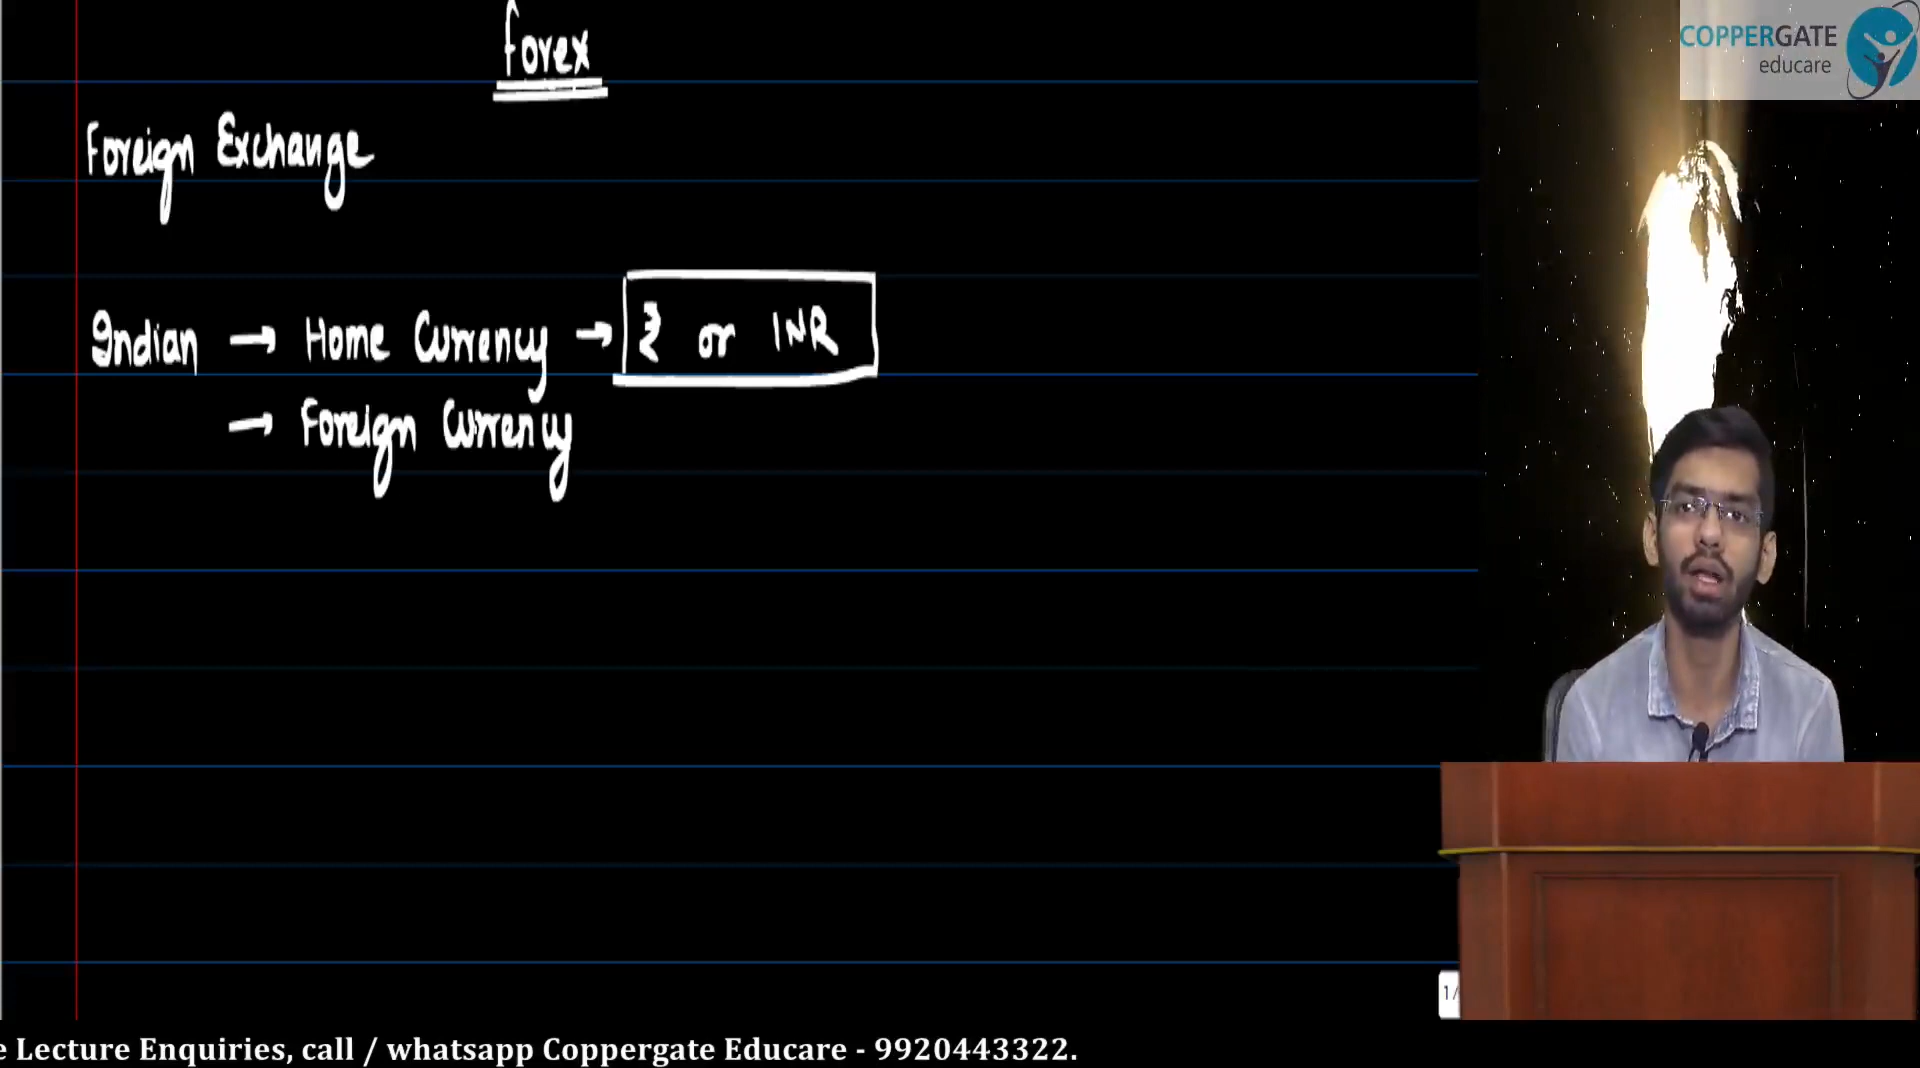 Forex
COPPERGATE
educare
Foreign Exchange
Indian → Home Currency → ₹ or INR
→ Foreign Currency
1/
e Lecture Enquiries, call / whatsapp Coppergate Educare - 9920443322.